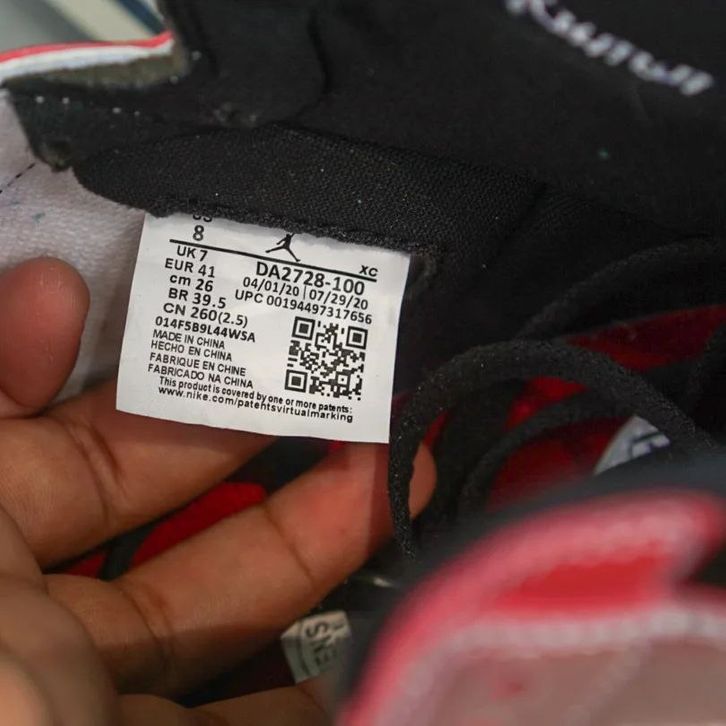 8
XC
UK 7
DA2728-100
EUR 41
04/01/20 | 07/29/20
cm 26
UPC 00194497317656
BR 39.5
CN 260(2.5)
014F5B9L44WSA
MADE IN CHINA
HECHO EN CHINA
FABRIQUE EN CHINE
FABRICADO NA CHINA
This product is covered by one or more patents:
www.nike.com/patentsvirtualmarking